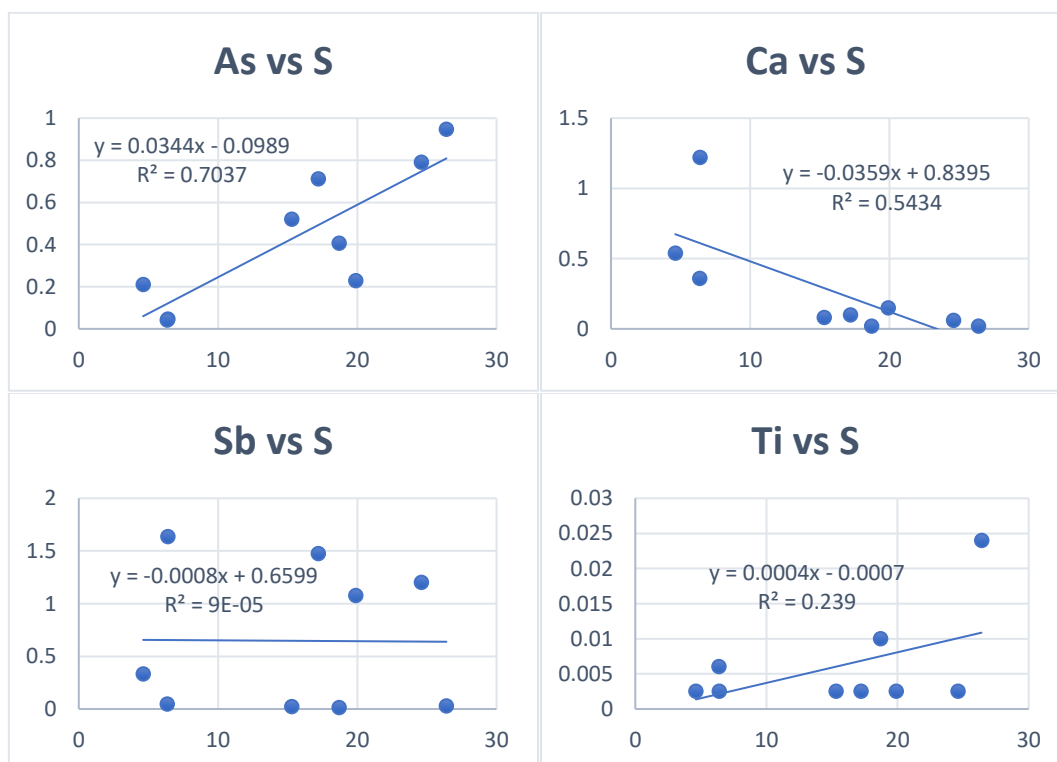 As vs S
1
0.8
0.6
0.4
0.2
0
0 10 20 30
y = 0.0344x - 0.0989
R² = 0.7037
Ca vs S
1.5
1
0.5
0
0 10 20 30
y = -0.0359x + 0.8395
R² = 0.5434
Sb vs S
2
1.5
1
0.5
0
0 10 20 30
y = -0.0008x + 0.6599
R² = 9E-05
Ti vs S
0.03
0.025
0.02
0.015
0.01
0.005
0
0 10 20 30
y = 0.0004x - 0.0007
R² = 0.239